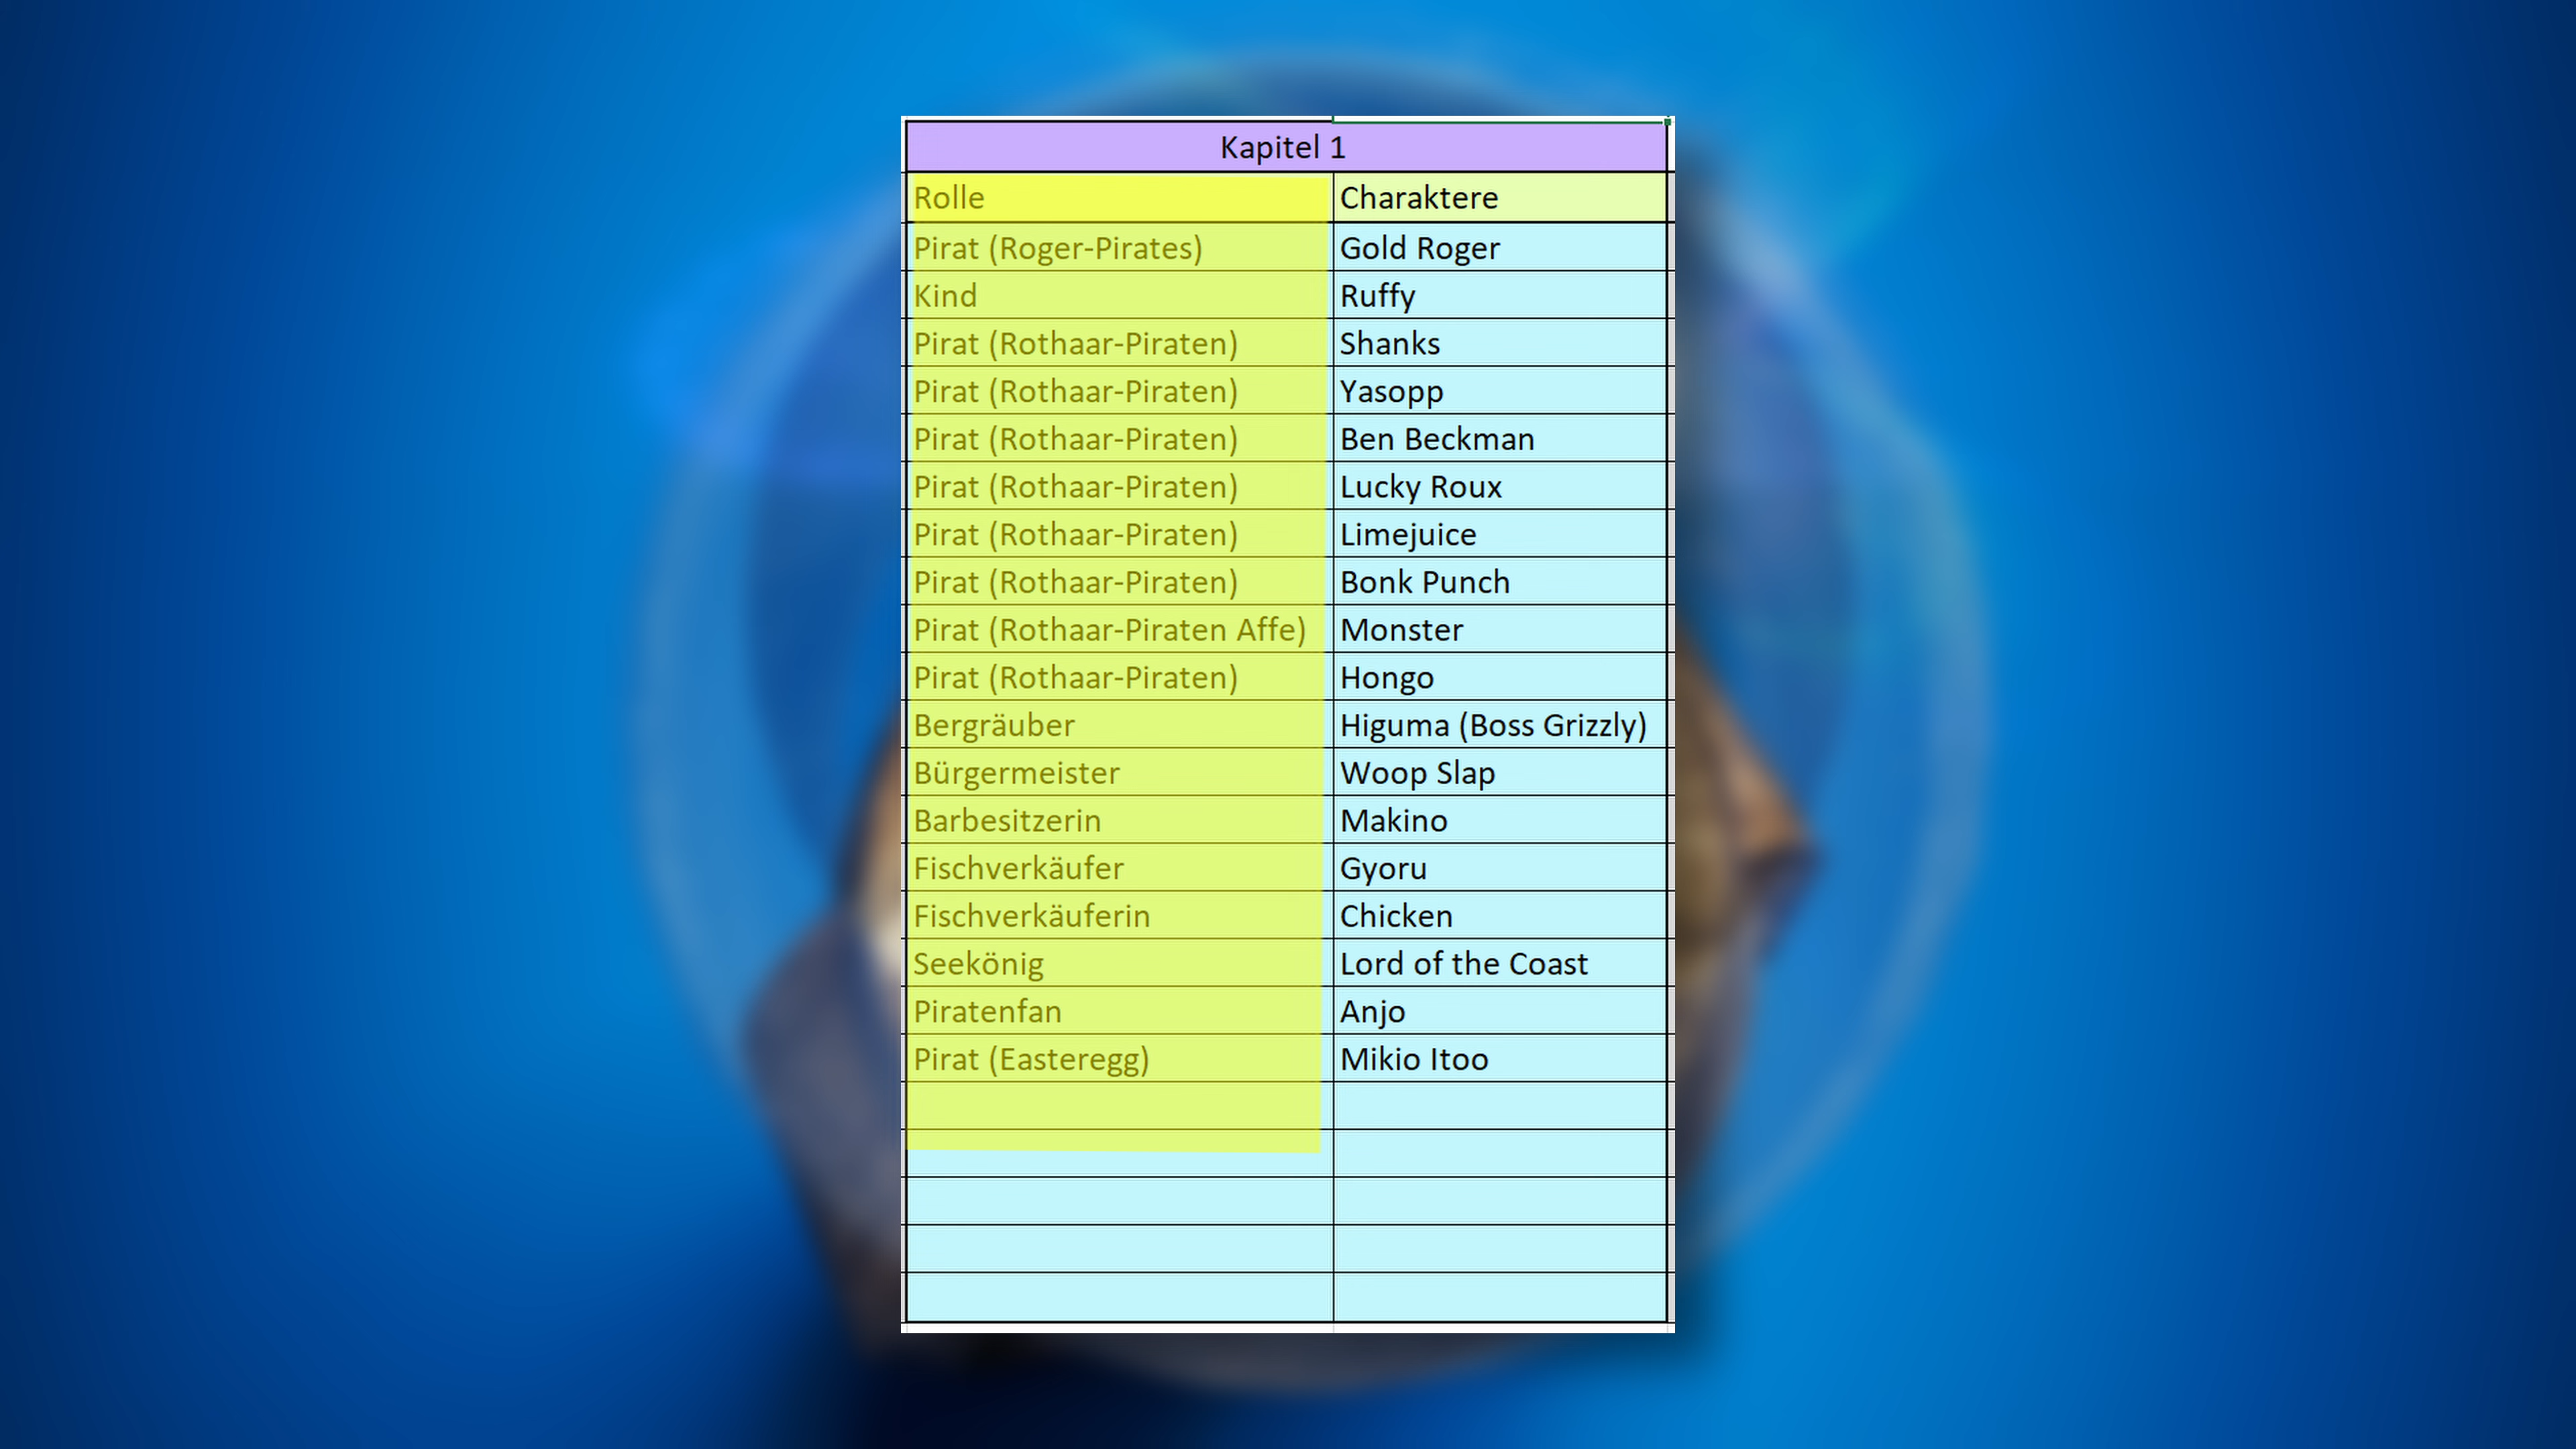 Kapitel 1
Rolle Charaktere
Pirat (Roger-Pirates) Gold Roger
Kind Ruffy
Pirat (Rothaar-Piraten) Shanks
Pirat (Rothaar-Piraten) Yasopp
Pirat (Rothaar-Piraten) Ben Beckman
Pirat (Rothaar-Piraten) Lucky Roux
Pirat (Rothaar-Piraten) Limejuice
Pirat (Rothaar-Piraten) Bonk Punch
Pirat (Rothaar-Piraten Affe) Monster
Pirat (Rothaar-Piraten) Hongo
Bergräuber Higuma (Boss Grizzly)
Bürgermeister Woop Slap
Barbesitzerin Makino
Fischverkäufer Gyoru
Fischverkäuferin Chicken
Seekönig Lord of the Coast
Piratenfan Anjo
Pirat (Easteregg) Mikio Itoo